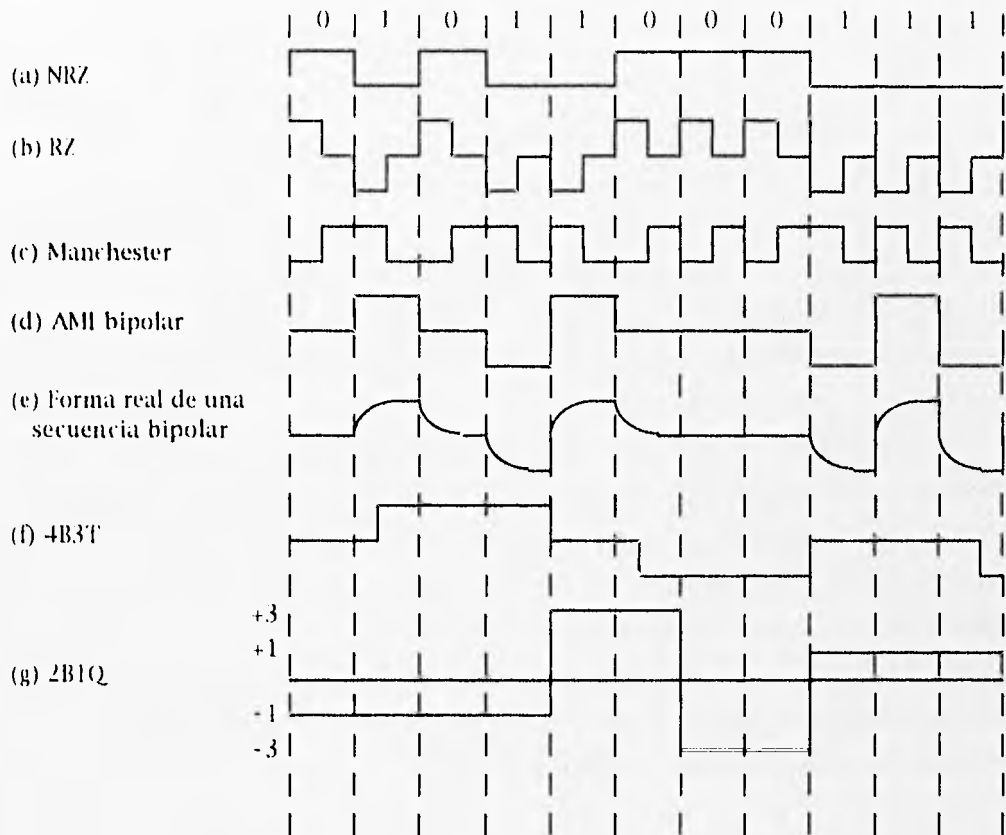 0 1 0 1 1 0 0 0 1 1 1
(a) NRZ
(b) RZ
(c) Manchester
(d) AMI bipolar
(e) Forma real de una
secuencia bipolar
(f) 4B3T
+3
+1
(g) 2B1Q
-1
-3